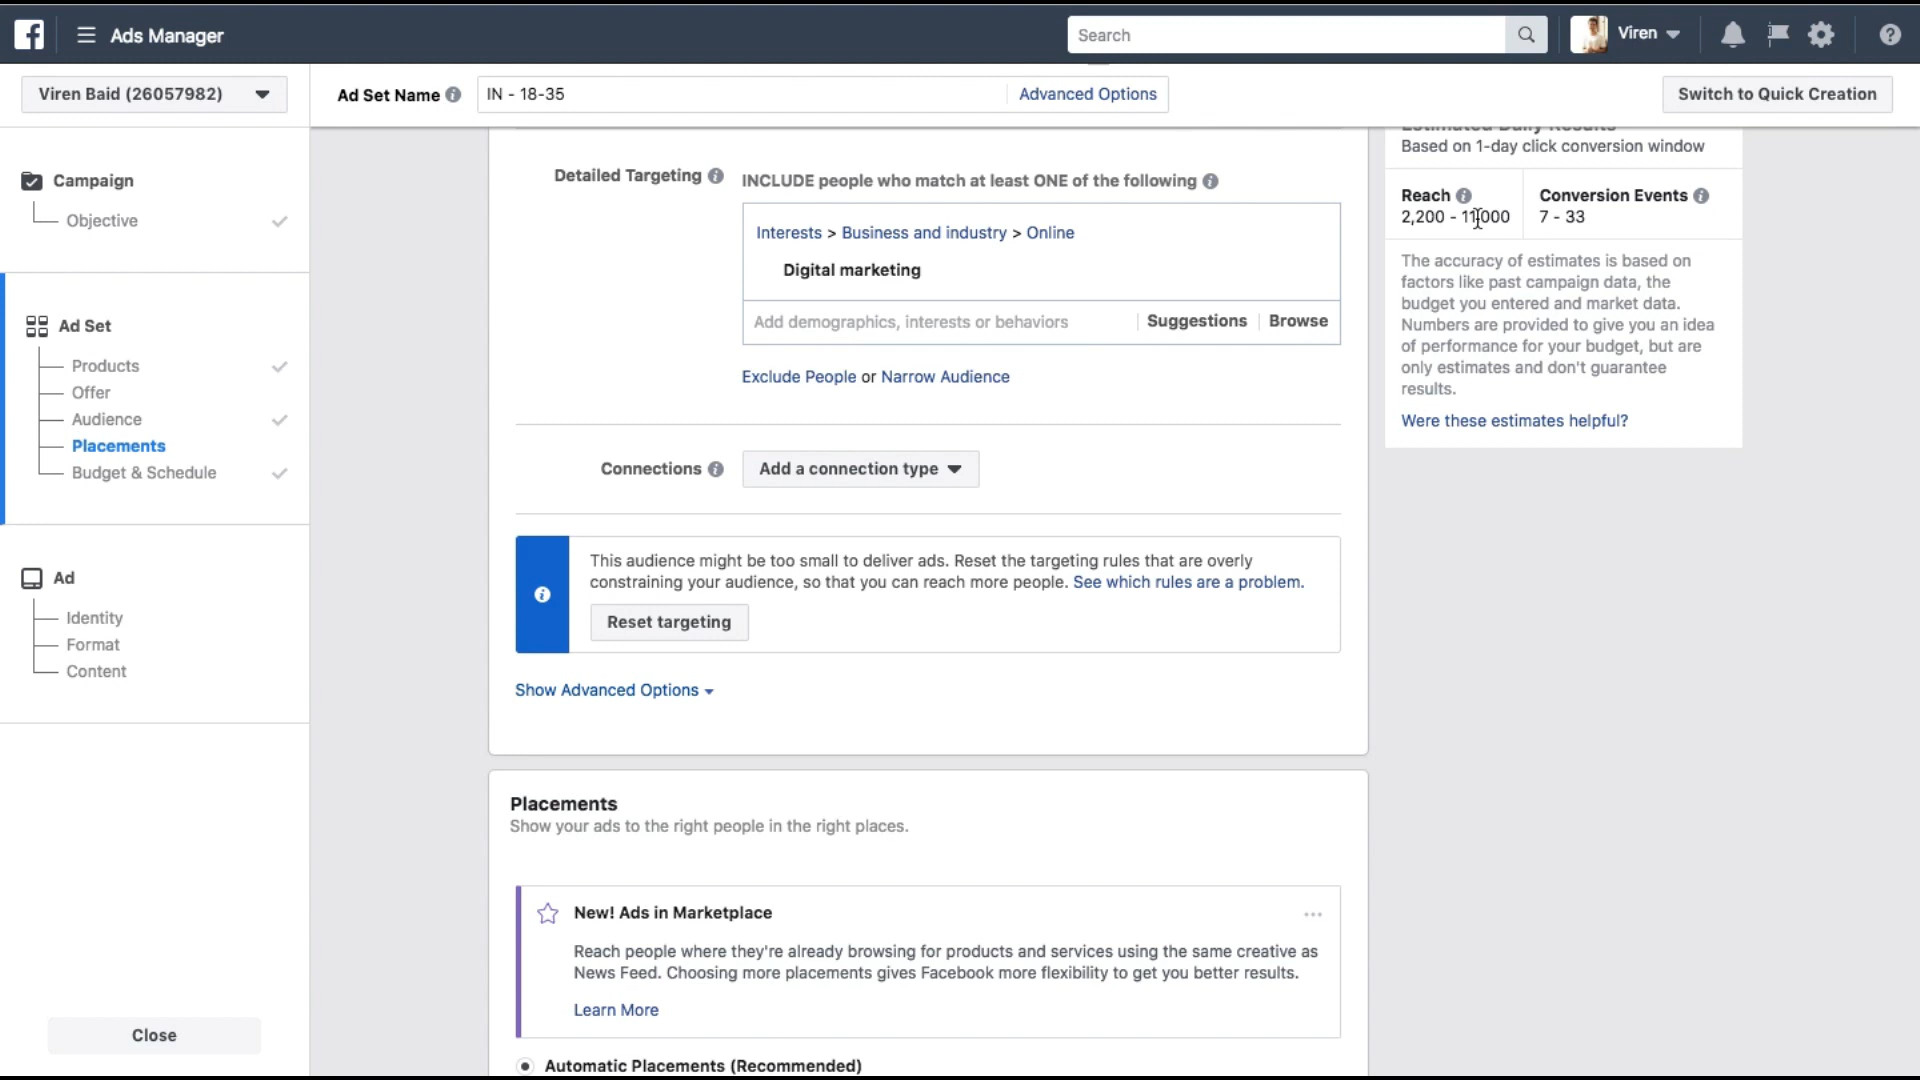 Ads Manager
Search
Viren
Viren Baid (26057982)
Ad Set Name
IN - 18-35
Advanced Options
Switch to Quick Creation
Campaign
Objective
Ad Set
Products
Offer
Audience
Placements
Budget & Schedule
Ad
Identity
Format
Content
Close
Detailed Targeting
INCLUDE people who match at least ONE of the following
Interests > Business and industry > Online
Digital marketing
Add demographics, interests or behaviors
Suggestions
Browse
Exclude People or Narrow Audience
Connections
Add a connection type
This audience might be too small to deliver ads. Reset the targeting rules that are overly
constraining your audience, so that you can reach more people. See which rules are a problem.
Reset targeting
Show Advanced Options
Placements
Show your ads to the right people in the right places.
New! Ads in Marketplace
Reach people where they're already browsing for products and services using the same creative as
News Feed. Choosing more placements gives Facebook more flexibility to get you better results.
Learn More
Automatic Placements (Recommended)
Estimated Daily Results
Based on 1-day click conversion window
Reach
2,200 - 11,000
Conversion Events
7 - 33
The accuracy of estimates is based on
factors like past campaign data, the
budget you entered and market data.
Numbers are provided to give you an idea
of performance for your budget, but are
only estimates and don't guarantee
results.
Were these estimates helpful?